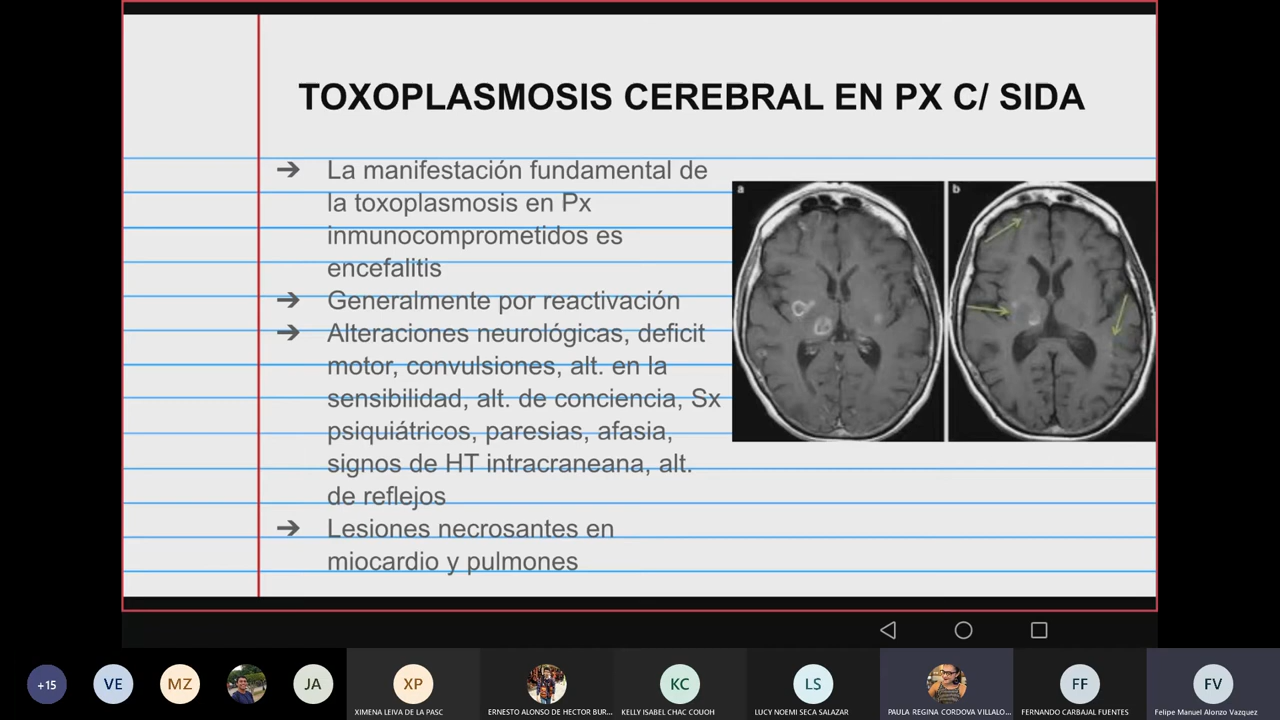 TOXOPLASMOSIS CEREBRAL EN PX C/ SIDA
➔ La manifestación fundamental de
la toxoplasmosis en Px
inmunocomprometidos es
encefalitis
➔ Generalmente por reactivación
➔ Alteraciones neurológicas, deficit
motor, convulsiones, alt. en la
sensibilidad, alt. de conciencia, Sx
psiquiátricos, paresias, afasia,
signos de HT intracraneana, alt.
de reflejos
➔ Lesiones necrosantes en
miocardio y pulmones
a
b
+15
VE
MZ
JA
XP
XIMENA LEIVA DE LA PASC
ERNESTO ALONSO DE HECTOR BUR...
KC
KELLY ISABEL CHAC COUOH
LS
LUCY NOEMI SECA SALAZAR
PAULA REGINA CORDOVA VILLALO...
FF
FERNANDO CARBAJAL FUENTES
FV
Felipe Manuel Alonzo Vazquez